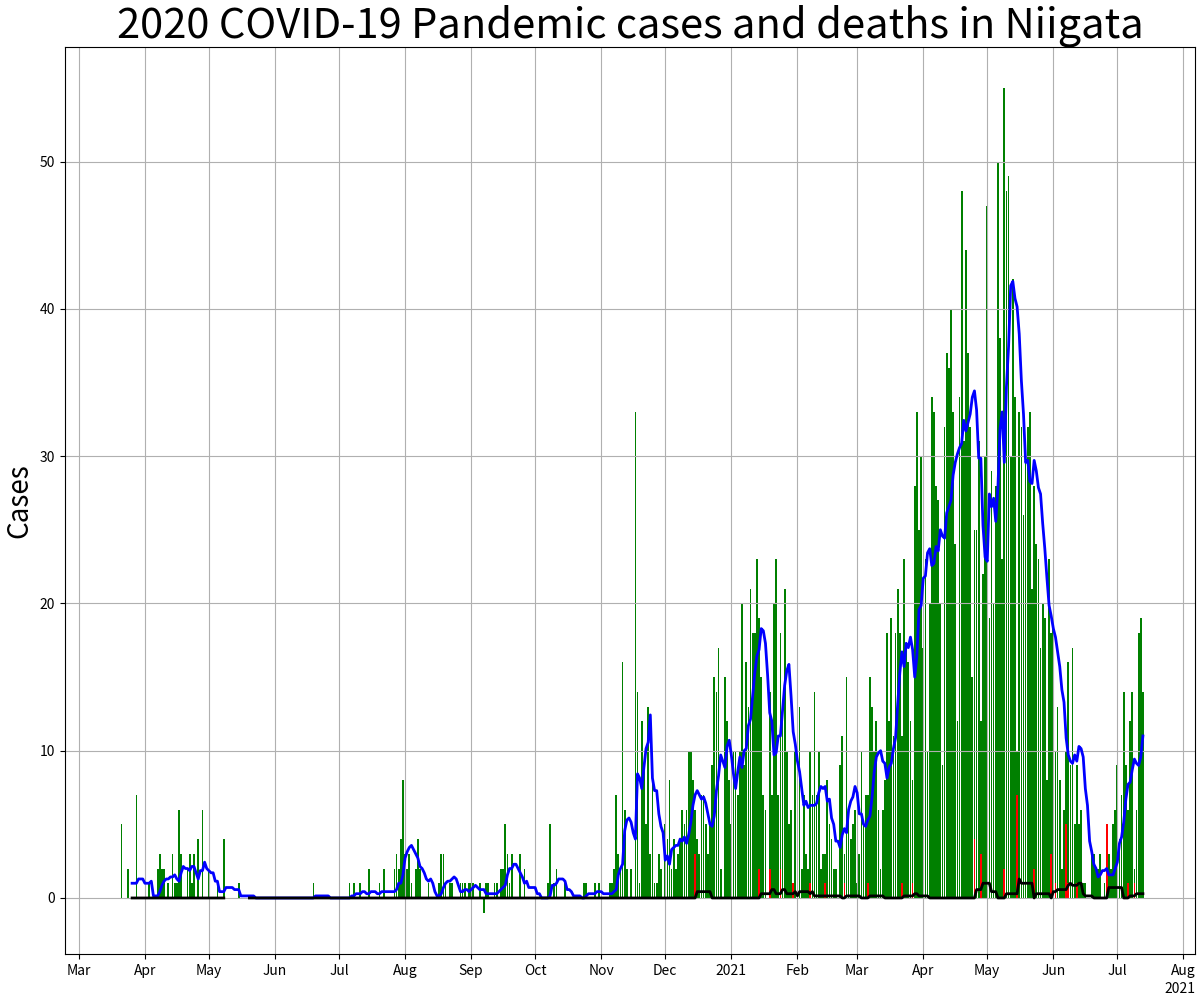 2020 COVID-19 Pandemic cases and deaths in Niigata
Cases
50
40
30
20
10
0
Mar Apr May Jun Jul Aug Sep Oct Nov Dec 2021 Feb Mar Apr May Jun Jul Aug
2021